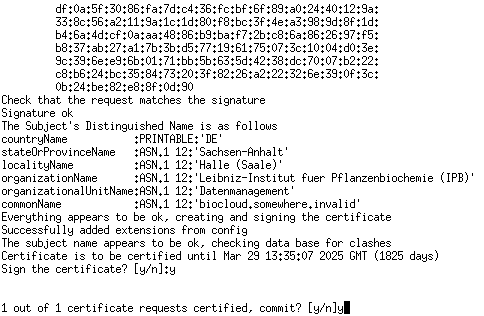 df:0a:5f:30:86:fa:7d:c4:36:fc:bf:6f:89:a0:24:40:12:9a:
33:8c:56:a2:11:9a:1c:1d:80:f8:bc:3f:4e:a3:98:9d:8f:1d:
b4:6a:4d:cf:0a:aa:48:86:b9:ba:f7:2b:c8:6a:86:26:97:f5:
b8:37:ab:27:a1:7b:3b:d5:77:19:61:75:07:3c:10:04:d0:3e:
9c:39:6e:e9:6b:01:71:bb:5b:63:5d:42:38:dc:70:07:b2:22:
c8:b6:24:bc:35:84:73:20:3f:82:26:a2:22:32:6e:39:0f:3c:
0b:24:be:82:e8:8f:0d:90
Check that the request matches the signature
Signature ok
The Subject's Distinguished Name is as follows
countryName           :PRINTABLE:'DE'
stateOrProvinceName   :ASN.1 12:'Sachsen-Anhalt'
localityName          :ASN.1 12:'Halle (Saale)'
organizationName      :ASN.1 12:'Leibniz-Institut fuer Pflanzenbiochemie (IPB)'
organizationalUnitName:ASN.1 12:'Datenmanagement'
commonName            :ASN.1 12:'biocloud.somewhere.invalid'
Everything appears to be ok, creating and signing the certificate
Successfully added extensions from config
The subject name appears to be ok, checking data base for clashes
Certificate is to be certified until Mar 29 13:35:07 2025 GMT (1825 days)
Sign the certificate? [y/n]:y
1 out of 1 certificate requests certified, commit? [y/n]y